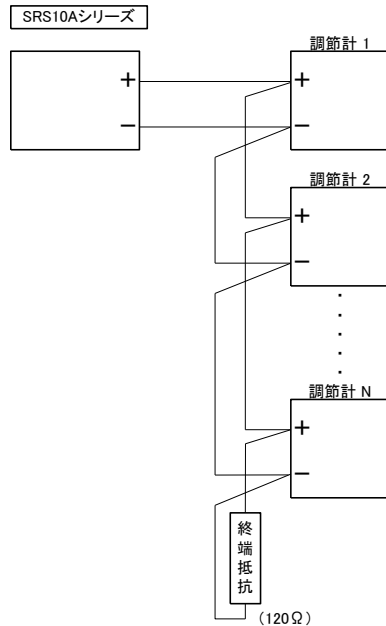 SRS10Aシリーズ
調節計 1
+ +
− −
調節計 2
+
−
・
・
・
・
・
調節計 N
+
−
終端抵抗
(120Ω)